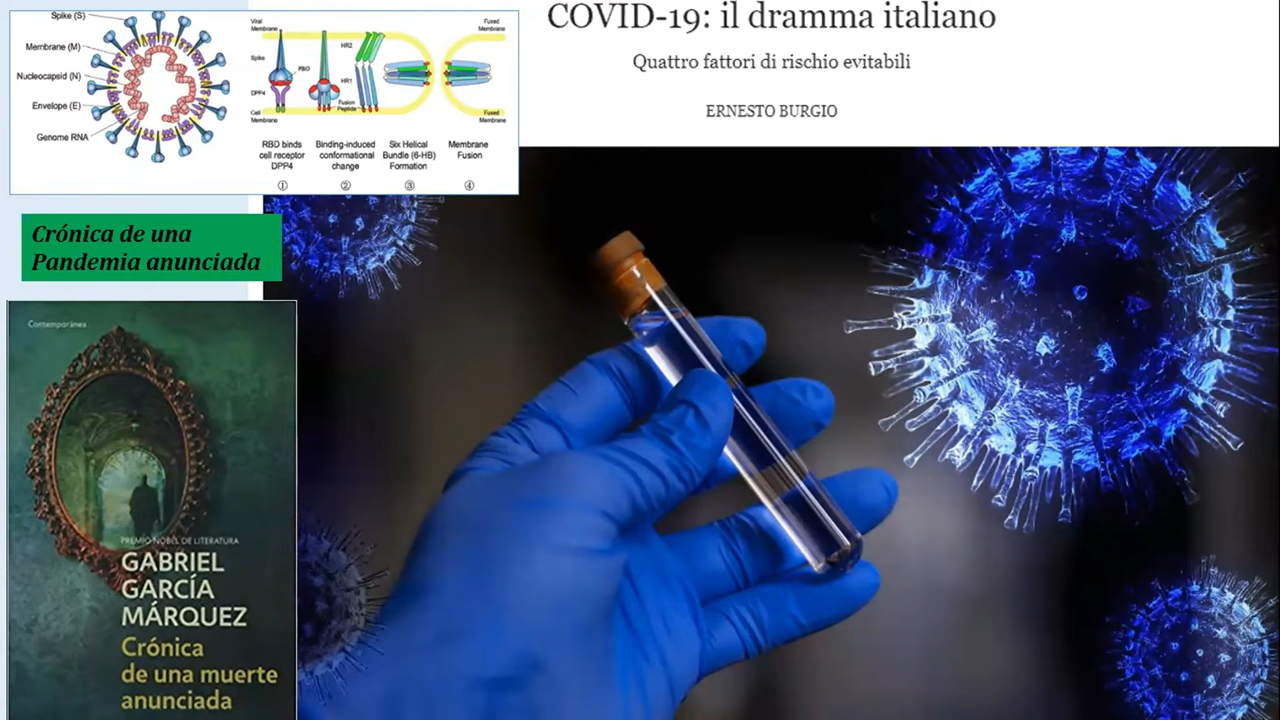 Spike (S)
Membrane (M)
Nucleocapsid (N)
Envelope (E)
Genome RNA
Viral
Membrane
Spike
RBD
DPP4
Cell
Membrane
HR2
HR1
Fusion
Peptide
Fused
Membrane
Fused
Membrane
RBD binds
cell receptor
DPP4
①
Binding-induced
conformational
change
②
Six Helical
Bundle (6-HB)
Formation
③
Membrane
Fusion
④
COVID-19: il dramma italiano
Quattro fattori di rischio evitabili
ERNESTO BURGIO
Crónica de una
Pandemia anunciada
Contemporánea
PREMIO NOBEL DE LITERATURA
GABRIEL
GARCÍA
MÁRQUEZ
Crónica
de una muerte
anunciada